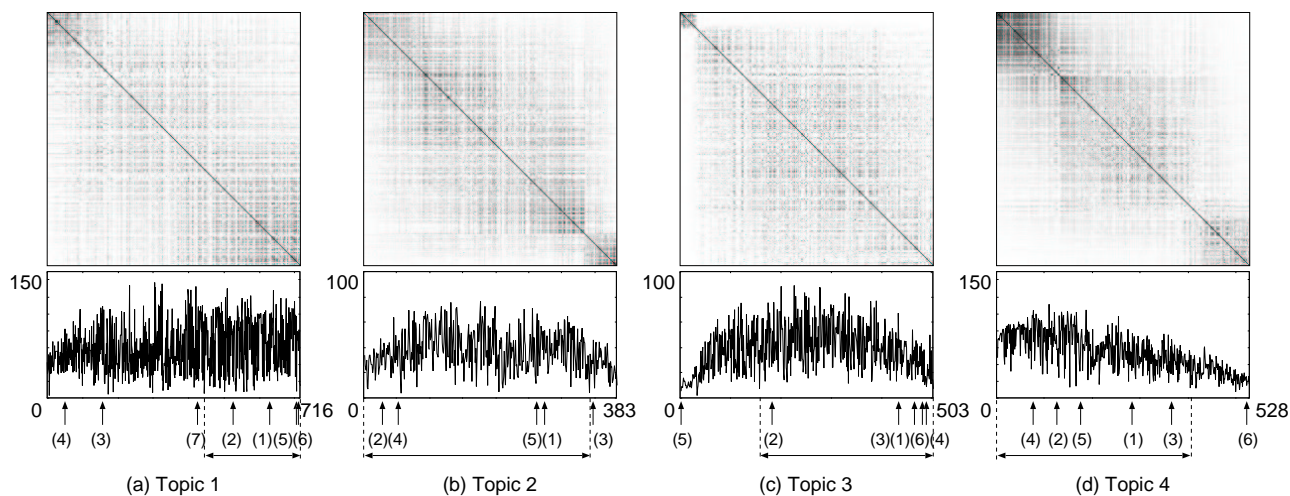 150
100
100
150
0
716
0
383
0
503
0
528
(4) (3) (7) (2) (1)(5)(6)
(2)(4) (5)(1) (3)
(5) (2) (3)(1)(6)(4)
(4) (2) (5) (1) (3) (6)
(a) Topic 1
(b) Topic 2
(c) Topic 3
(d) Topic 4